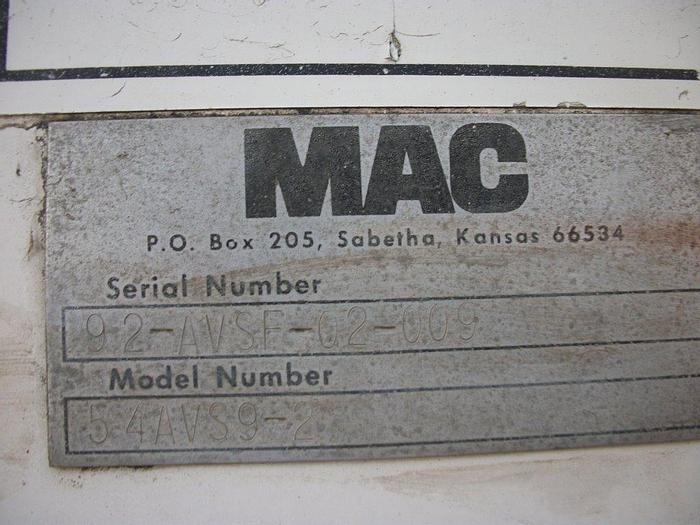 MAC
P.O. Box 205, Sabetha, Kansas 66534
Serial Number
92-AVSF-02-009
Model Number
54AVS9-2